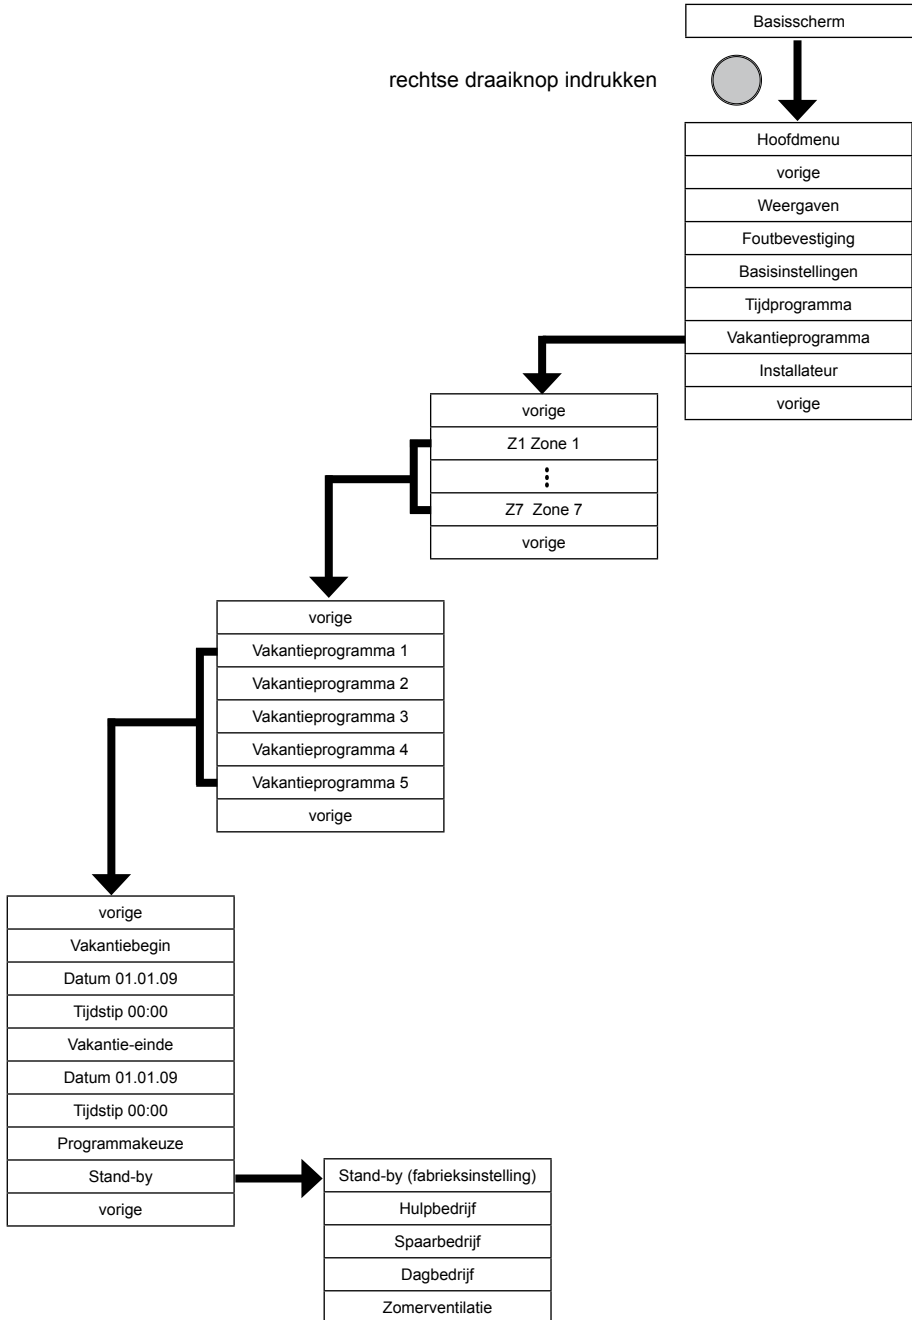 Basisscherm
rechtse draaiknop indrukken
Hoofdmenu
vorige
Weergaven
Foutbevestiging
Basisinstellingen
Tijdprogramma
Vakantieprogramma
Installateur
vorige
vorige
Z1 Zone 1
Z7 Zone 7
vorige
vorige
Vakantieprogramma 1
Vakantieprogramma 2
Vakantieprogramma 3
Vakantieprogramma 4
Vakantieprogramma 5
vorige
vorige
Vakantiebegin
Datum 01.01.09
Tijdstip 00:00
Vakantie-einde
Datum 01.01.09
Tijdstip 00:00
Programmakeuze
Stand-by
vorige
Stand-by (fabrieksinstelling)
Hulpbedrijf
Spaarbedrijf
Dagbedrijf
Zomerventilatie